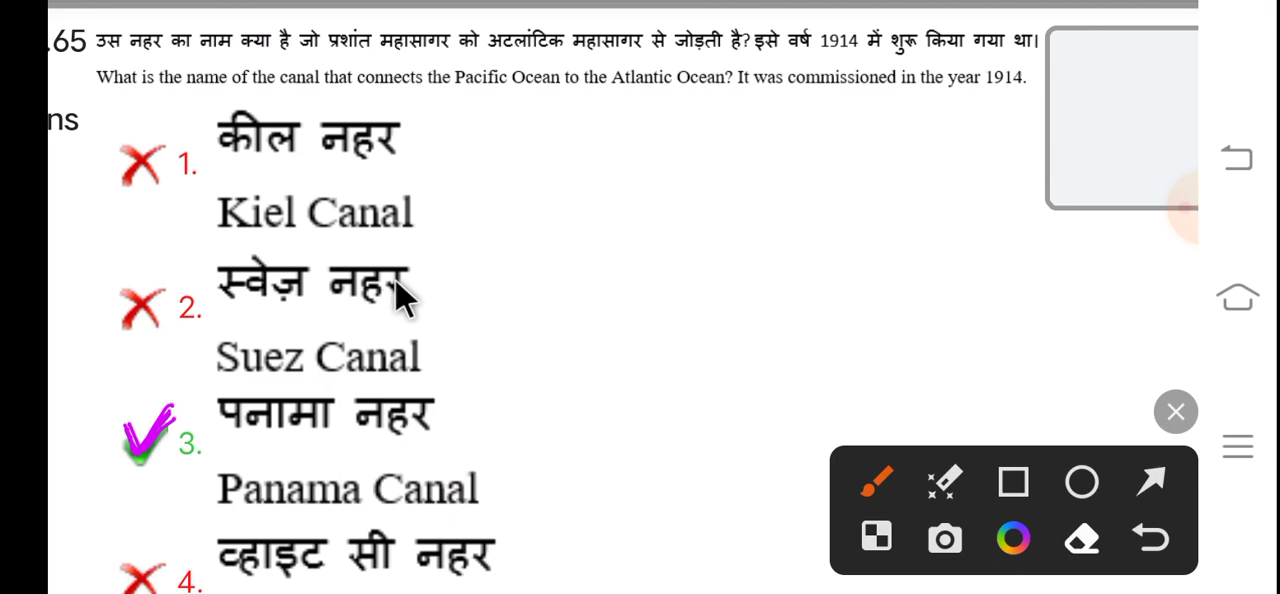 .65 उस नहर का नाम क्या है जो प्रशांत महासागर को अटलांटिक महासागर से जोड़ती है? इसे वर्ष 1914 में शुरू किया गया था।
What is the name of the canal that connects the Pacific Ocean to the Atlantic Ocean? It was commissioned in the year 1914.
ns
कील नहर
1.
Kiel Canal
स्वेज़ नहर
2.
Suez Canal
पनामा नहर
3.
Panama Canal
व्हाइट सी नहर
4.